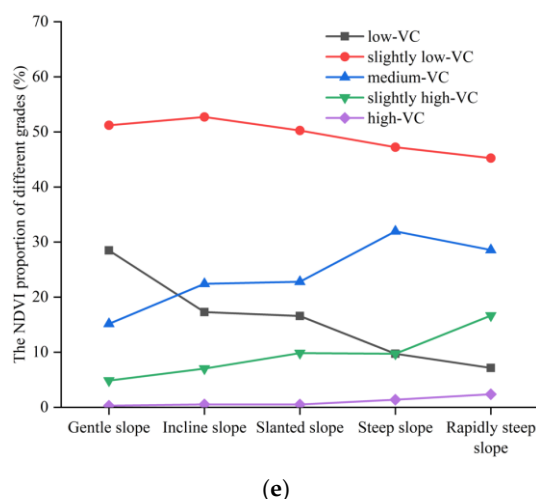 The NDVI proportion of different grades (%)
70
60
50
40
30
20
10
0
low-VC
slightly low-VC
medium-VC
slightly high-VC
high-VC
Gentle slope
Incline slope
Slanted slope
Steep slope
Rapidly steep
slope
(e)